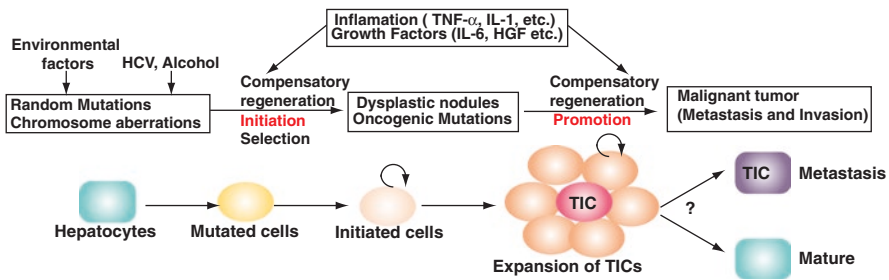 Inflamation ( TNF-α, IL-1, etc.)
Growth Factors (IL-6, HGF etc.)
Environmental
factors
HCV, Alcohol
Random Mutations
Chromosome aberrations
Compensatory
regeneration
Initiation
Selection
Dysplastic nodules
Oncogenic Mutations
Compensatory
regeneration
Promotion
Malignant tumor
(Metastasis and Invasion)
Hepatocytes
Mutated cells
Initiated cells
TIC
Expansion of TICs
?
TIC
Metastasis
Mature